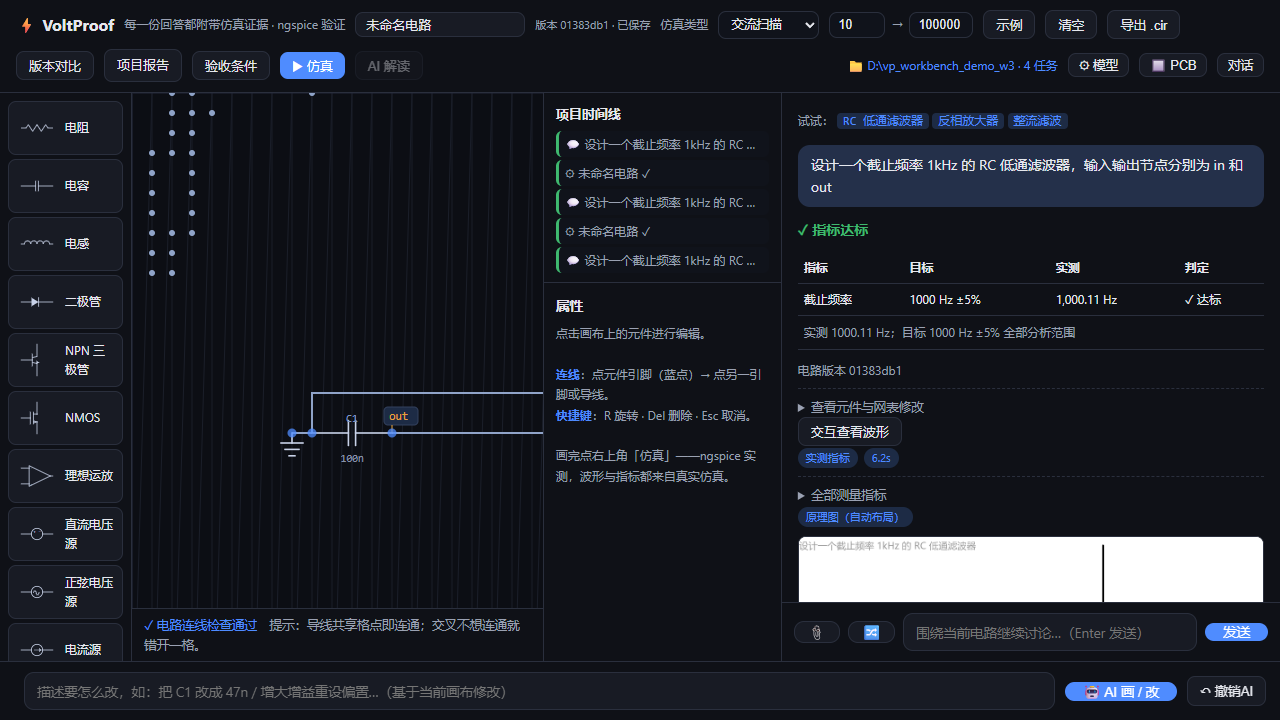 VoltProof 每一份回答都附带仿真证据 · ngspice 验证 未命名电路 版本 01383db1 · 已保存 仿真类型 交流扫描 10 → 100000 示例 清空 导出 .cir
版本对比 项目报告 验收条件 ▶ 仿真 AI 解读 D:\vp_workbench_demo_w3 · 4 任务 ⚙ 模型 PCB 对话
电阻
电容
电感
二极管
NPN 三
极管
NMOS
理想运放
直流电压
源
正弦电压
源
电流源
C1
out
100n
✓ 电路连线检查通过 提示：导线共享格点即连通；交叉不想连通就
错开一格。
项目时间线
设计一个截止频率 1kHz 的 RC ...
⚙ 未命名电路 ✓
设计一个截止频率 1kHz 的 RC ...
⚙ 未命名电路 ✓
设计一个截止频率 1kHz 的 RC ...
属性
点击画布上的元件进行编辑。
连线：点元件引脚（蓝点）→ 点另一引
脚或导线。
快捷键：R 旋转 · Del 删除 · Esc 取消。
画完点右上角「仿真」——ngspice 实
测，波形与指标都来自真实仿真。
试试： RC 低通滤波器 反相放大器 整流滤波
设计一个截止频率 1kHz 的 RC 低通滤波器，输入输出节点分别为 in 和
out
✓ 指标达标
指标 目标 实测 判定
截止频率 1000 Hz ±5% 1,000.11 Hz ✓ 达标
实测 1000.11 Hz；目标 1000 Hz ±5% 全部分析范围
电路版本 01383db1
▶ 查看元件与网表修改
交互查看波形
实测指标 6.2s
▶ 全部测量指标
原理图（自动布局）
设计一个截止频率 1kHz 的 RC 低通滤波器
围绕当前电路继续讨论...（Enter 发送） 发送
描述要怎么改，如：把 C1 改成 47n / 增大增益重设偏置...（基于当前画布修改） AI 画 / 改 ↶ 撤销AI